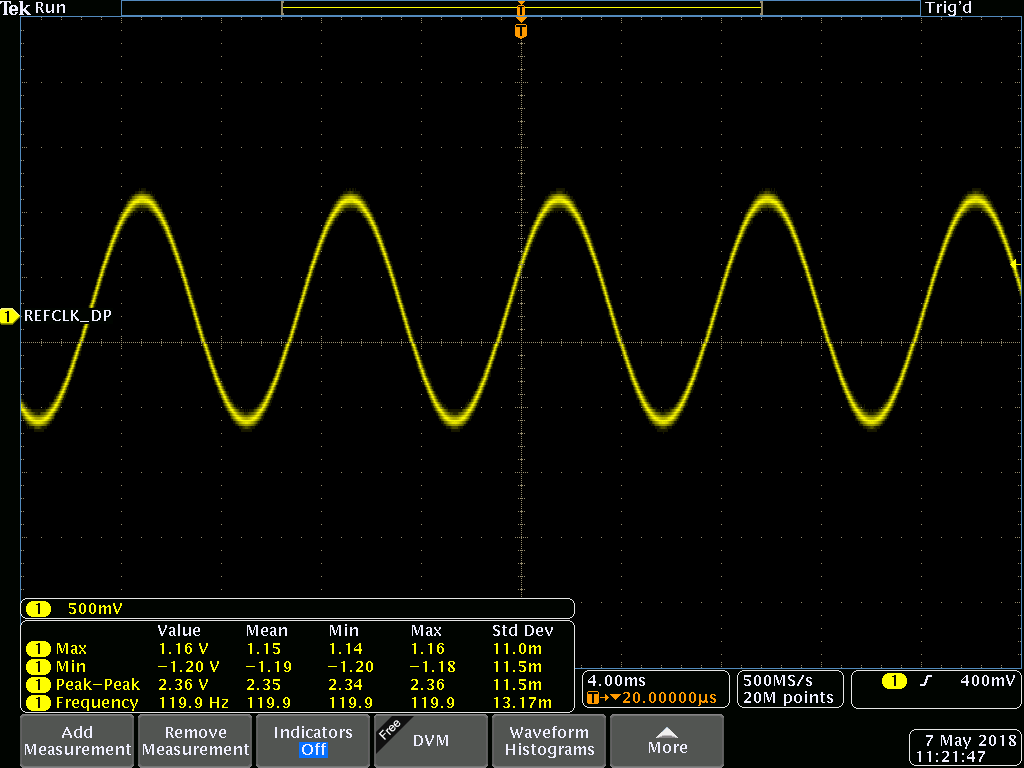 Tek Run Trig'd
T
T
1 REFCLK_DP
1 500mV
Value Mean Min Max Std Dev
1 Max 1.16 V 1.15 1.14 1.16 11.0m
1 Min −1.20 V −1.19 −1.20 −1.18 11.5m
1 Peak−Peak 2.36 V 2.35 2.34 2.36 11.5m
1 Frequency 119.9 Hz 119.9 119.9 119.9 13.17m
4.00ms
T→▼20.00000µs
500MS/s
20M points
1 400mV
Add
Measurement
Remove
Measurement
Indicators
Off
Free
DVM
Waveform
Histograms
More
7 May 2018
11:21:47